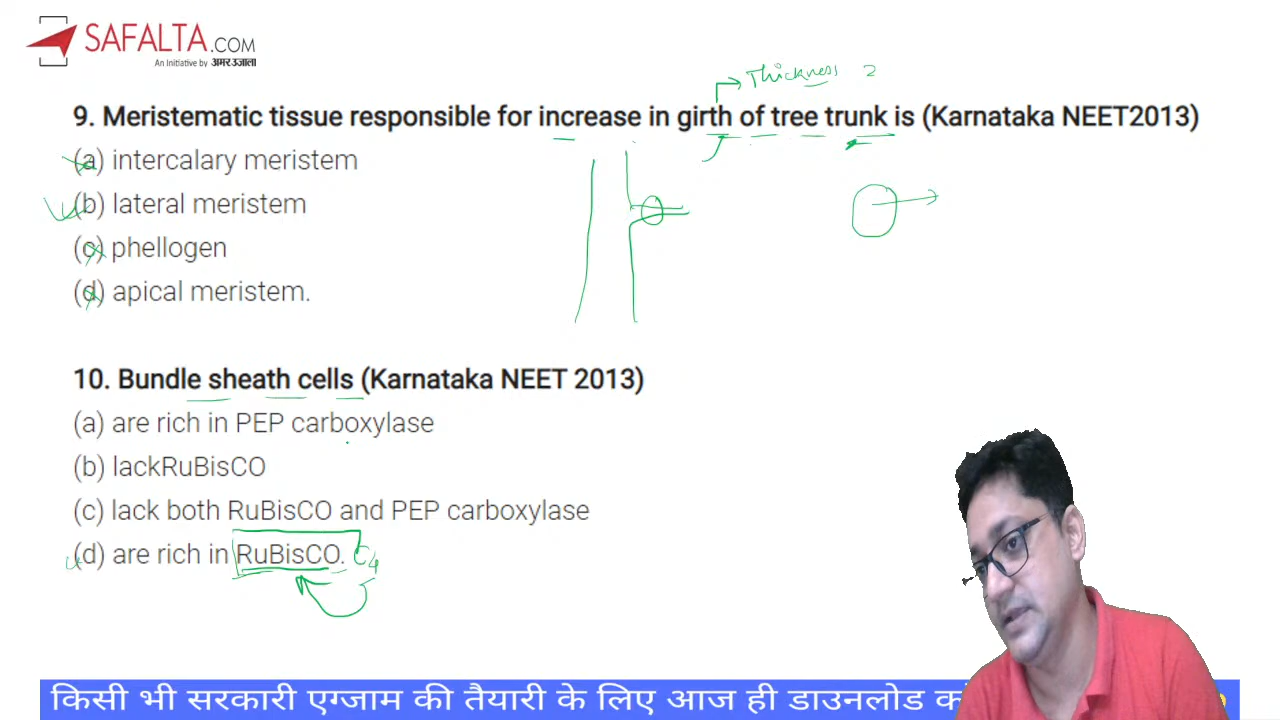 SAFALTA.COM
An Initiative by अमर उजाला
Thickness
9. Meristematic tissue responsible for increase in girth of tree trunk is (Karnataka NEET2013)
(a) intercalary meristem
(b) lateral meristem
(c) phellogen
(d) apical meristem.
10. Bundle sheath cells (Karnataka NEET 2013)
(a) are rich in PEP carboxylase
(b) lackRuBisCO
(c) lack both RuBisCO and PEP carboxylase
(d) are rich in RuBisCO. C4
किसी भी सरकारी एग्जाम की तैयारी के लिए आज ही डाउनलोड